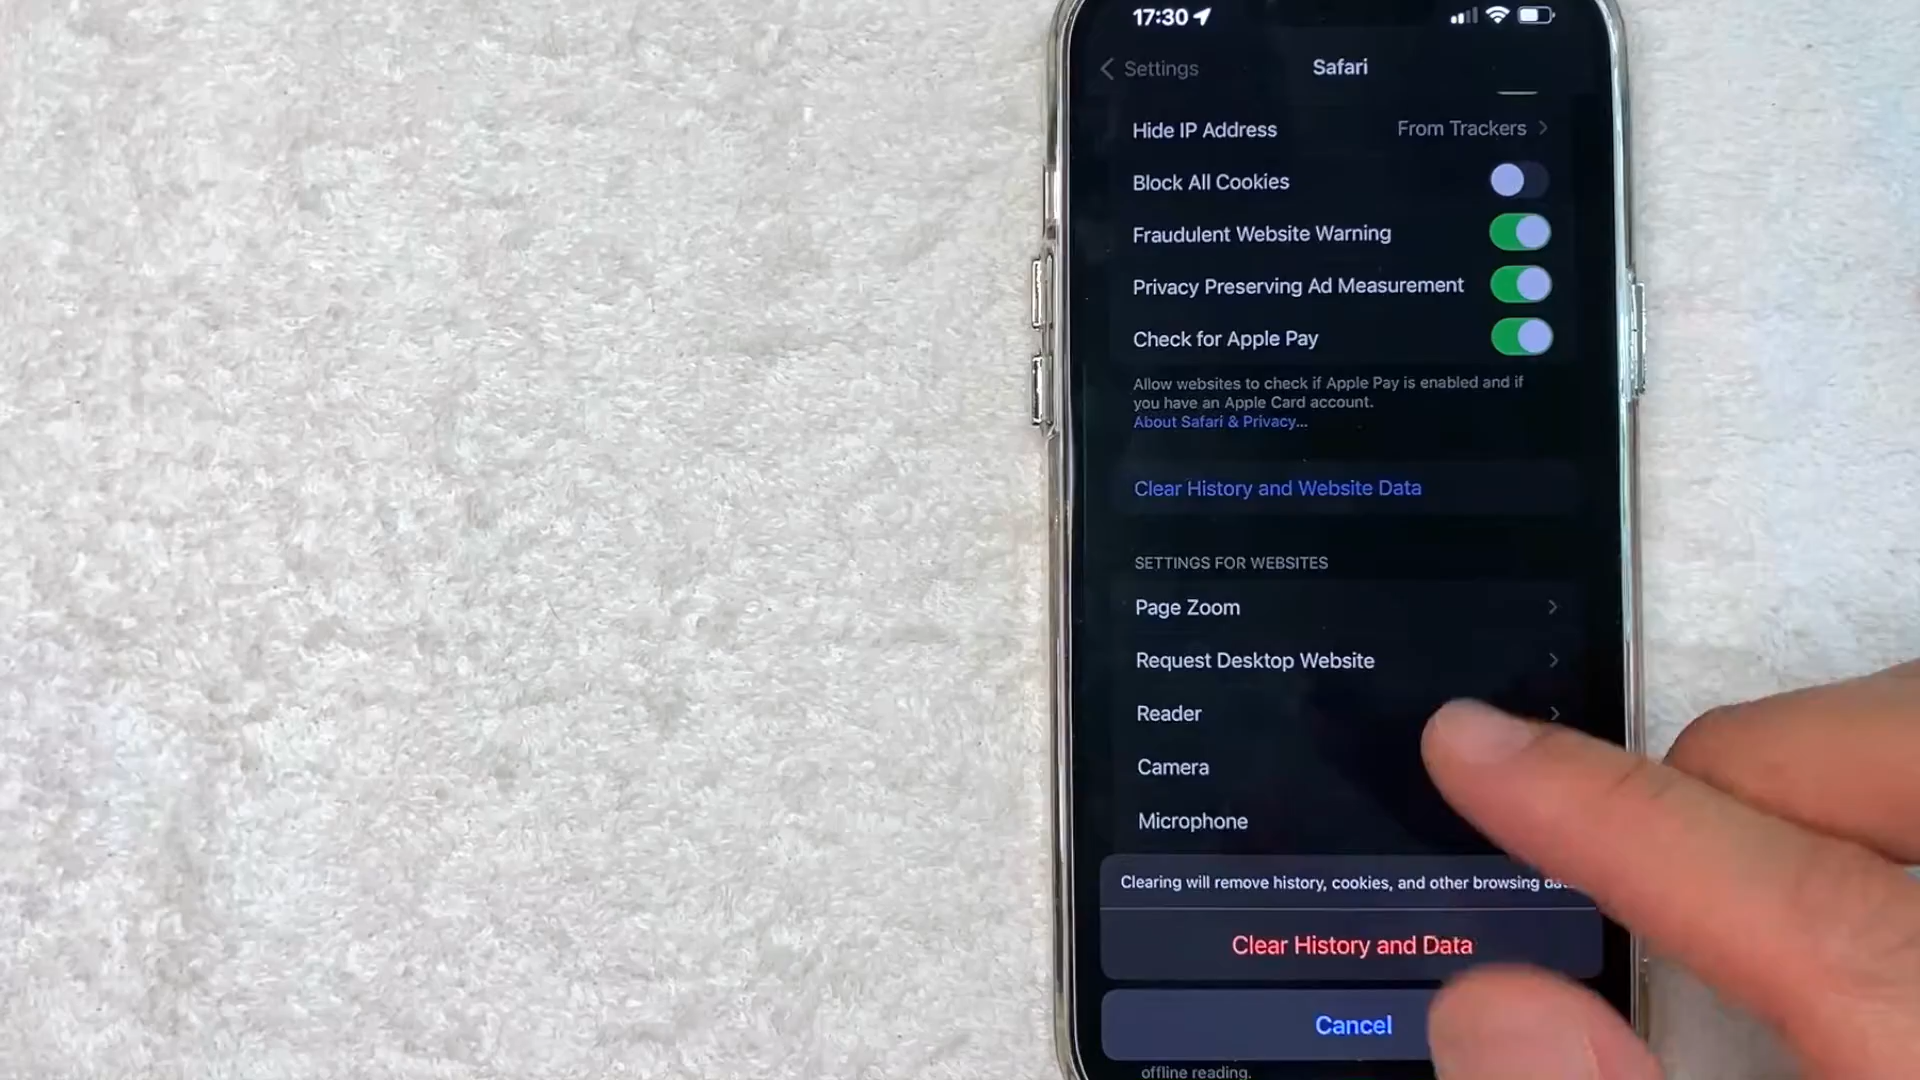 17:30
Settings
Safari
Hide IP Address
From Trackers
Block All Cookies
Fraudulent Website Warning
Privacy Preserving Ad Measurement
Check for Apple Pay
Allow websites to check if Apple Pay is enabled and if
you have an Apple Card account.
About Safari & Privacy...
Clear History and Website Data
SETTINGS FOR WEBSITES
Page Zoom
Request Desktop Website
Reader
Camera
Microphone
Clearing will remove history, cookies, and other browsing
Clear History and Data
Cancel
offline reading.